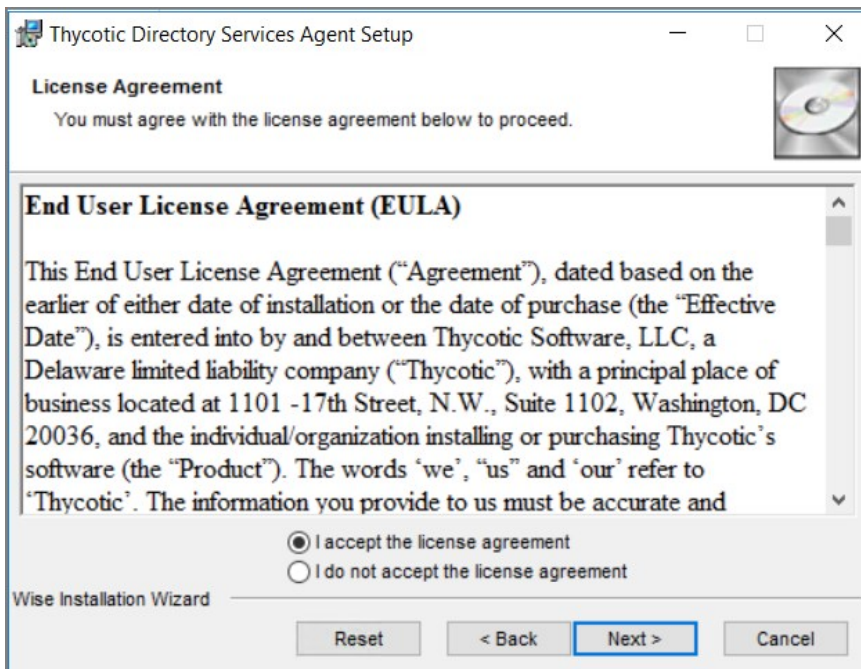 Thycotic Directory Services Agent Setup
License Agreement
You must agree with the license agreement below to proceed.
End User License Agreement (EULA)
This End User License Agreement (“Agreement”), dated based on the
earlier of either date of installation or the date of purchase (the “Effective
Date”), is entered into by and between Thycotic Software, LLC, a
Delaware limited liability company (“Thycotic”), with a principal place of
business located at 1101 -17th Street, N.W., Suite 1102, Washington, DC
20036, and the individual/organization installing or purchasing Thycotic’s
software (the “Product”). The words ‘we’, “us” and ‘our’ refer to
‘Thycotic’. The information you provide to us must be accurate and
I accept the license agreement
I do not accept the license agreement
Wise Installation Wizard
Reset
< Back
Next >
Cancel